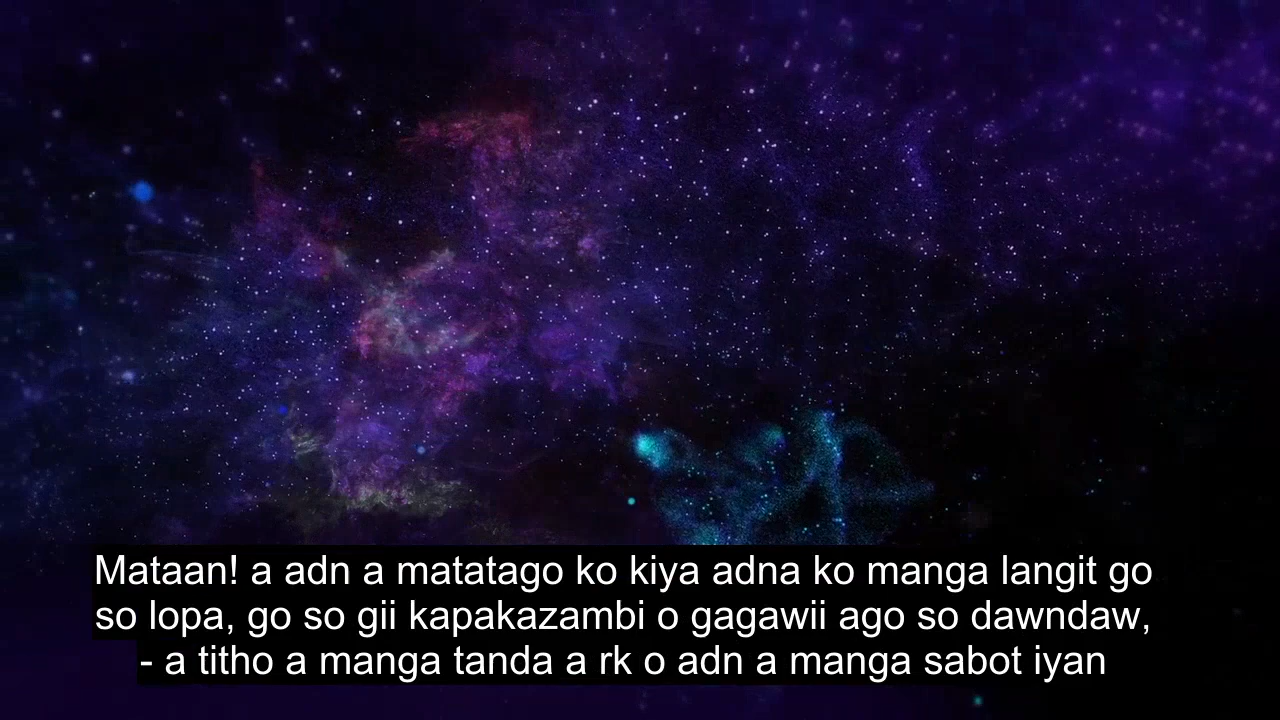 Mataan! a adn a matatago ko kiya adna ko manga langit go
so lopa, go so gii kapakazambi o gagawii ago so dawndaw,
- a titho a manga tanda a rk o adn a manga sabot iyan